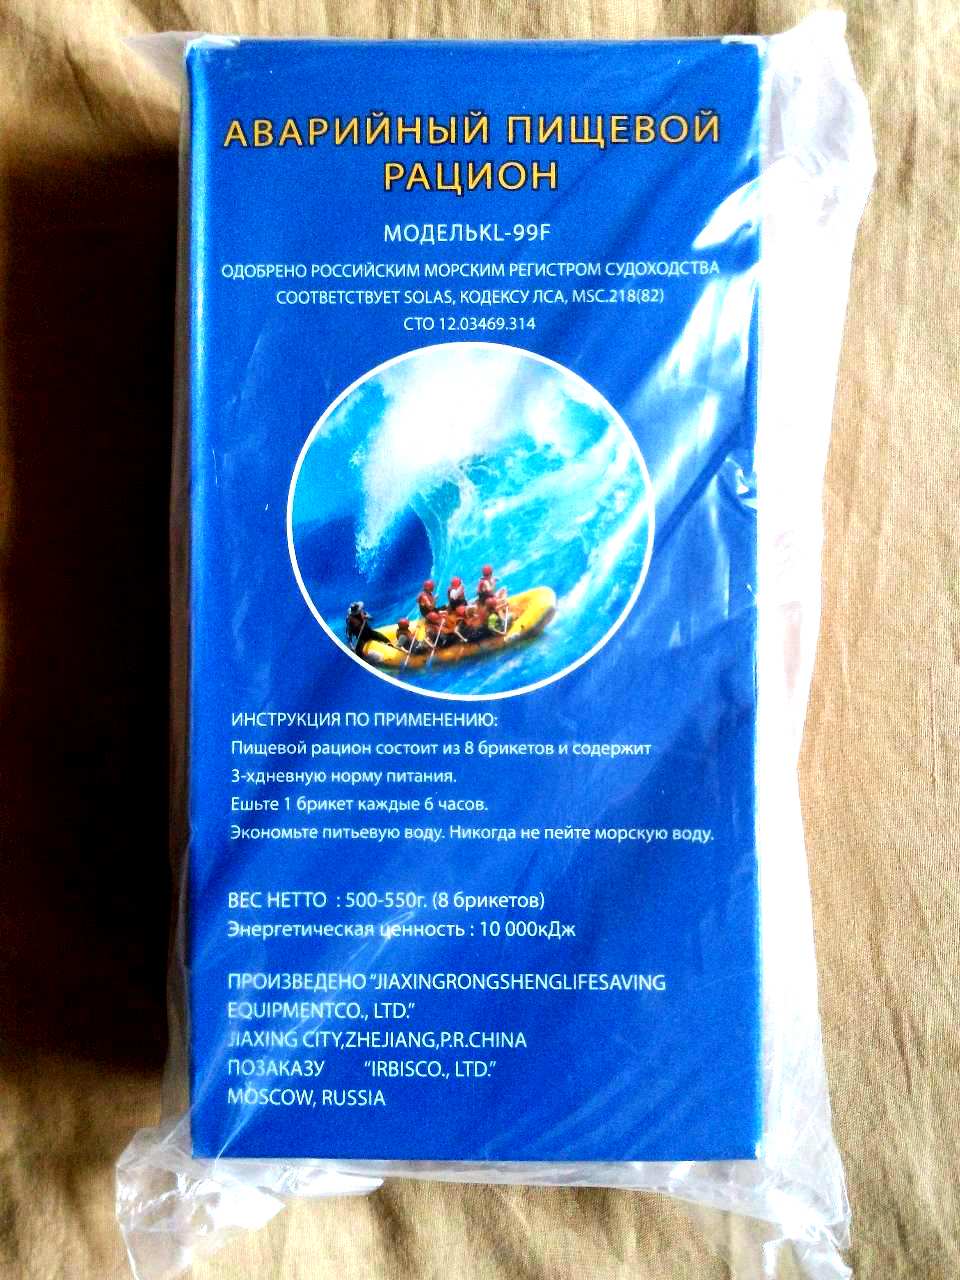 АВАРИЙНЫЙ ПИЩЕВОЙ
РАЦИОН
МОДЕЛЬKL-99F
ОДОБРЕНО РОССИЙСКИМ МОРСКИМ РЕГИСТРОМ СУДОХОДСТВА
СООТВЕТСТВУЕТ SOLAS, КОДЕКСУ ЛСА, MSC.218(82)
СТО 12.03469.314
ИНСТРУКЦИЯ ПО ПРИМЕНЕНИЮ:
Пищевой рацион состоит из 8 брикетов и содержит
3-хдневную норму питания.
Ешьте 1 брикет каждые 6 часов.
Экономьте питьевую воду. Никогда не пейте морскую воду.
ВЕС НЕТТО : 500-550г. (8 брикетов)
Энергетическая ценность : 10 000кДж
ПРОИЗВЕДЕНО "JIAXINGRONGSHENGLIFESAVING
EQUIPMENTCO., LTD."
JIAXING CITY,ZHEJIANG,P.R.CHINA
ПОЗАКАЗУ "IRBISCO., LTD."
MOSCOW, RUSSIA